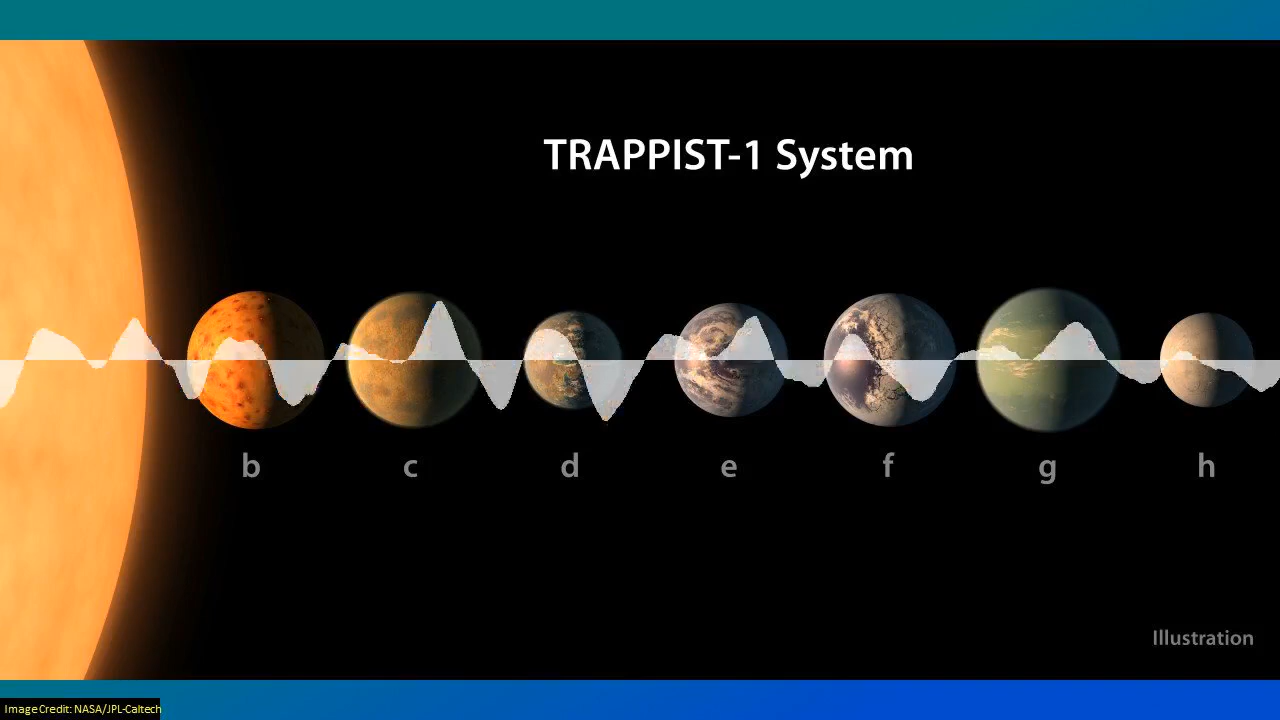 TRAPPIST-1 System
b c d e f g h
Illustration
Image Credit: NASA/JPL-Caltech